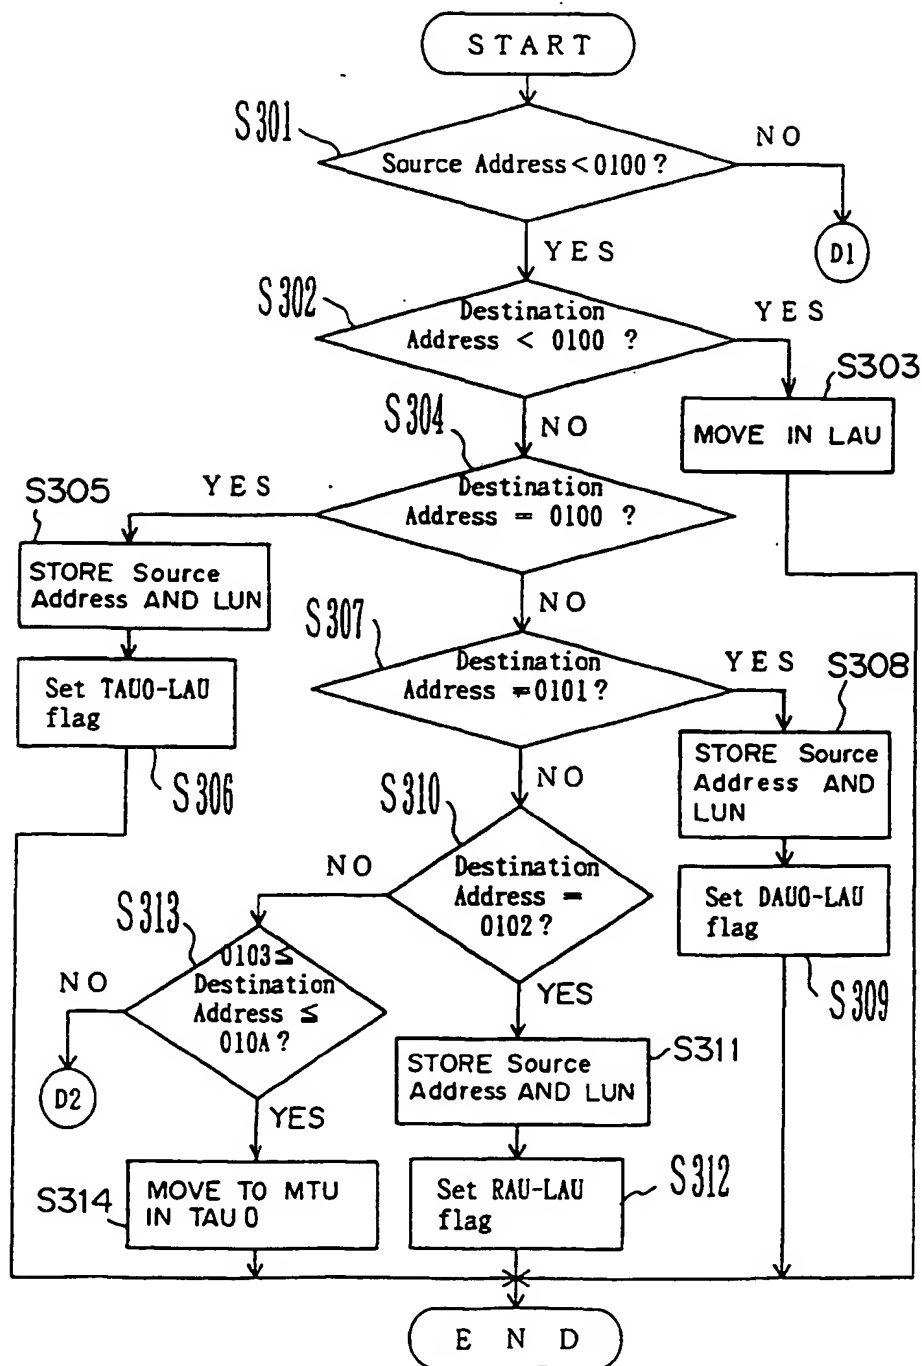 START
S301
Source Address < 0100 ?
NO
D1
YES
S302
Destination
Address < 0100 ?
YES
S303
MOVE IN LAU
NO
S304
Destination
Address = 0100 ?
YES
S305
STORE Source
Address AND LUN
Set TAU0-LAU
flag
S306
NO
S307
Destination
Address =0101?
YES
S308
STORE Source
Address AND
LUN
Set DAU0-LAU
flag
S309
NO
S310
Destination
Address =
0102?
NO
S313
0103≦
Destination
Address ≦
010A?
NO
D2
YES
S314
MOVE TO MTU
IN TAU0
YES
S311
STORE Source
Address AND LUN
Set RAU-LAU
flag
S312
END